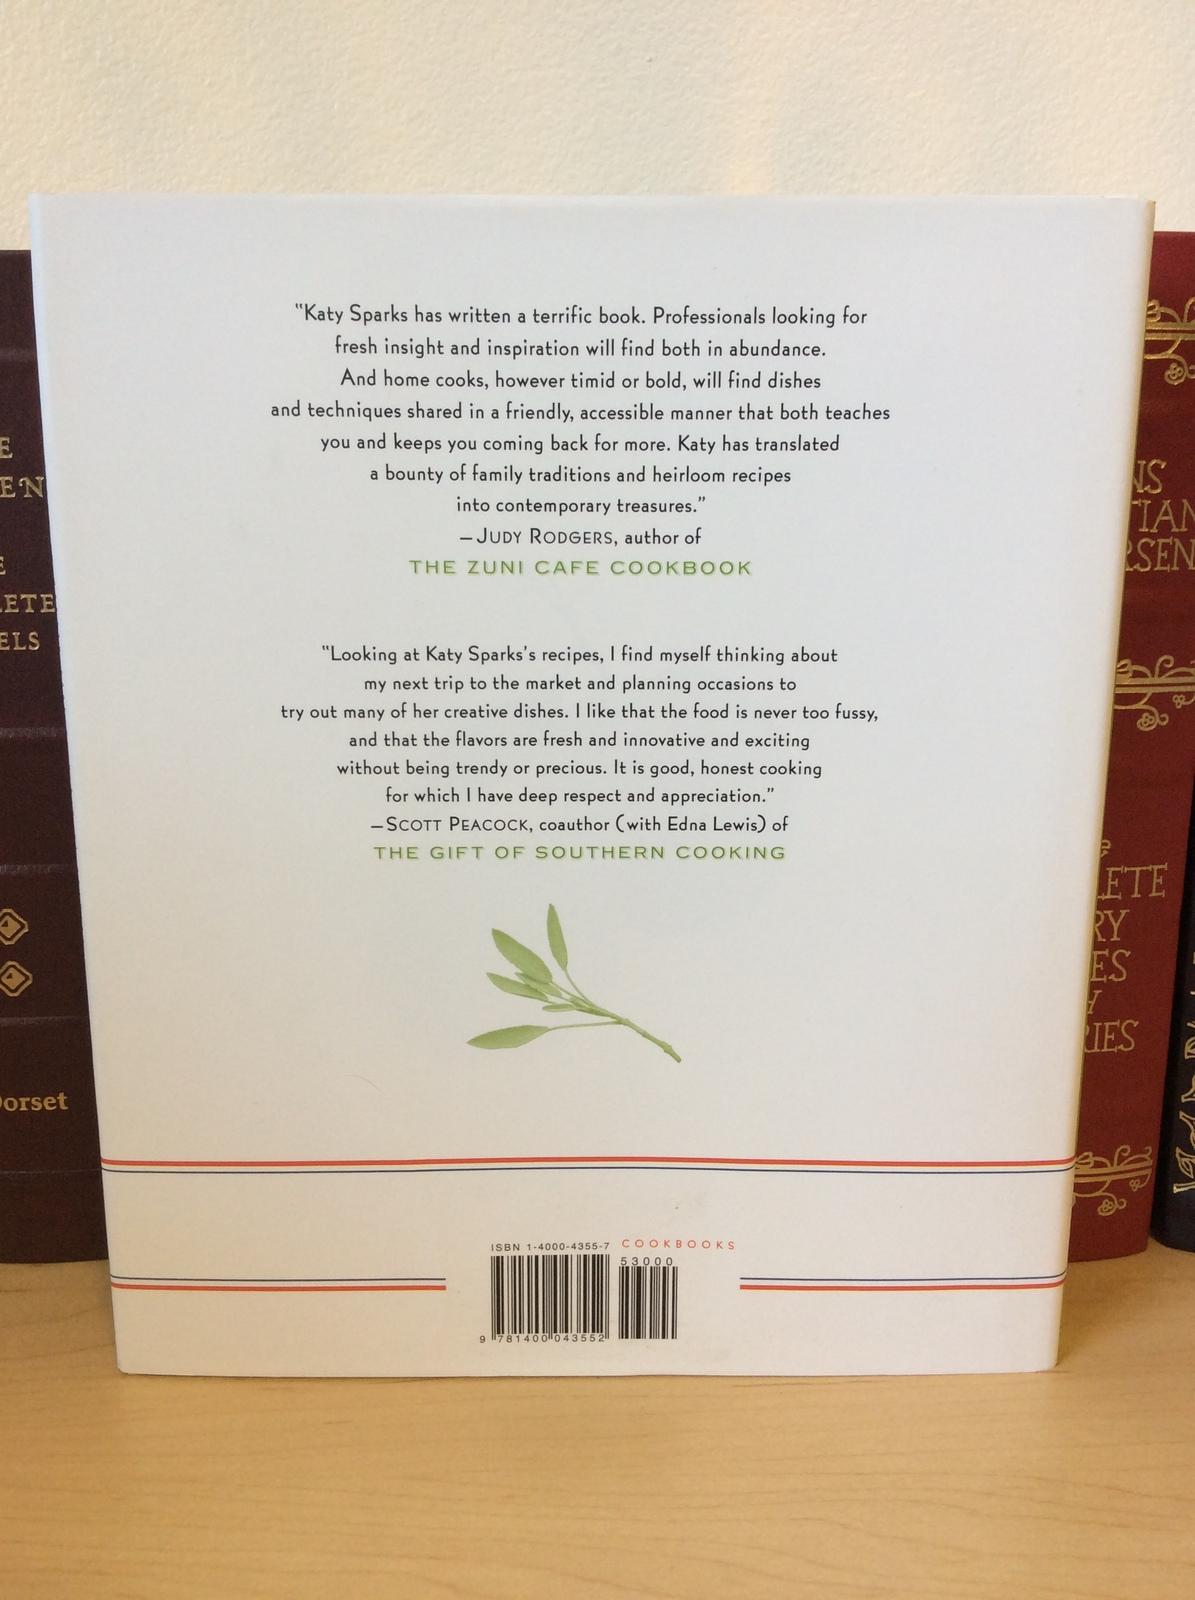 “Katy Sparks has written a terrific book. Professionals looking for
fresh insight and inspiration will find both in abundance.
And home cooks, however timid or bold, will find dishes
and techniques shared in a friendly, accessible manner that both teaches
you and keeps you coming back for more. Katy has translated
a bounty of family traditions and heirloom recipes
into contemporary treasures.”
—JUDY RODGERS, author of
THE ZUNI CAFE COOKBOOK
“Looking at Katy Sparks's recipes, I find myself thinking about
my next trip to the market and planning occasions to
try out many of her creative dishes. I like that the food is never too fussy,
and that the flavors are fresh and innovative and exciting
without being trendy or precious. It is good, honest cooking
for which I have deep respect and appreciation.”
—SCOTT PEACOCK, coauthor (with Edna Lewis) of
THE GIFT OF SOUTHERN COOKING
ISBN 1-4000-4355-7 COOKBOOKS
53000
9 781400 043552
Dorset